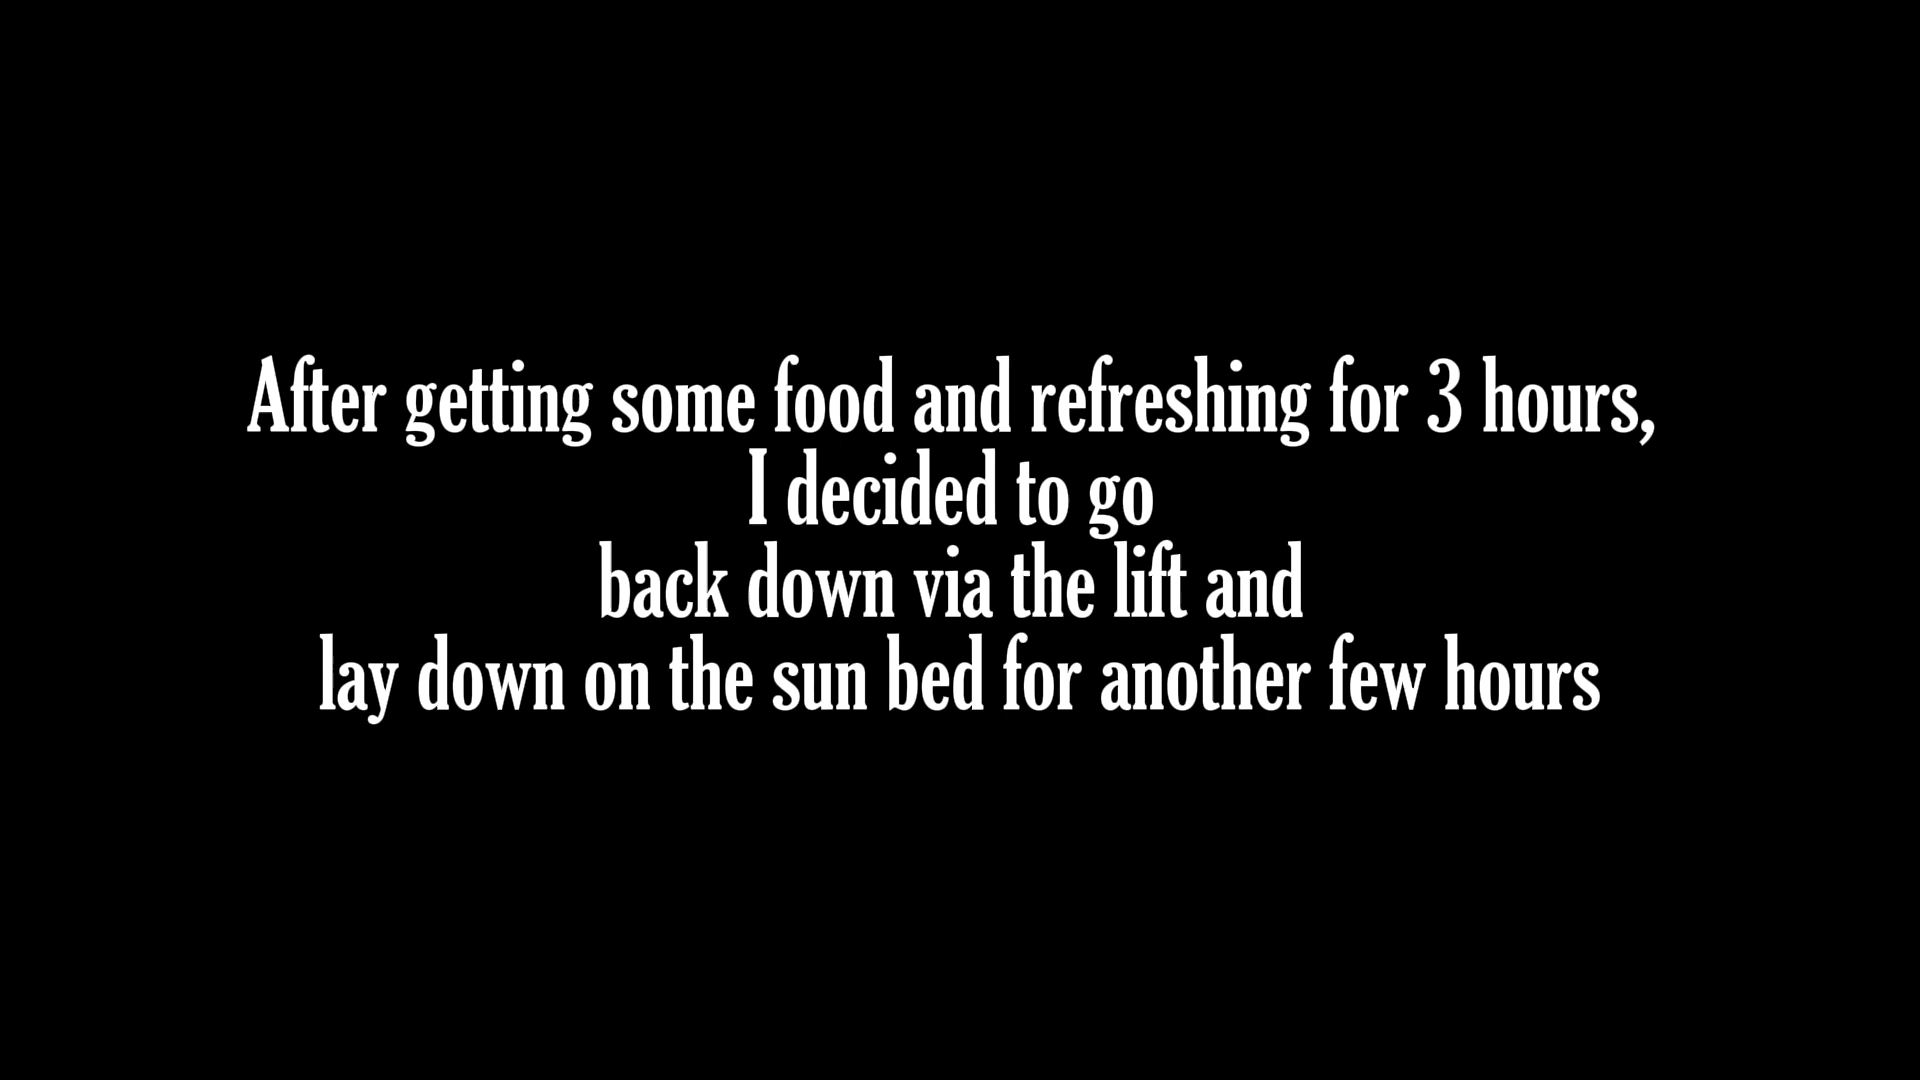 After getting some food and refreshing for 3 hours,
I decided to go
back down via the lift and
lay down on the sun bed for another few hours